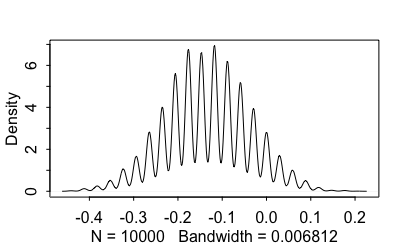 Density
0 2 4 6
-0.4 -0.3 -0.2 -0.1 0.0 0.1 0.2
N = 10000 Bandwidth = 0.006812